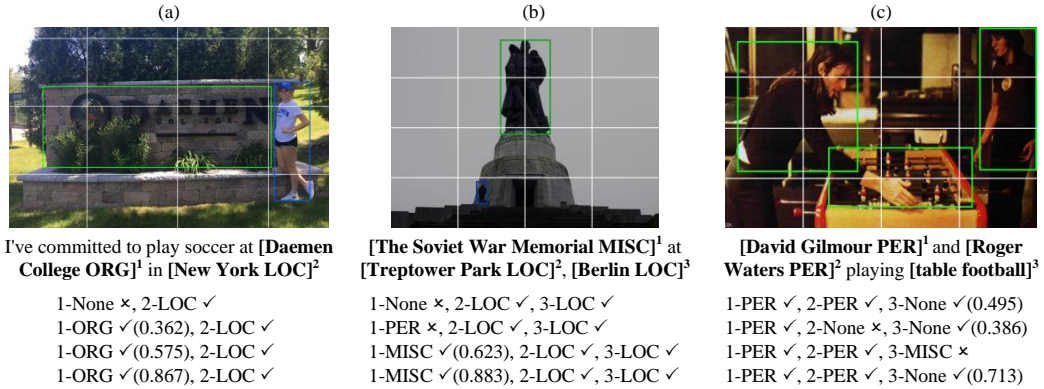 (a)
(b)
(c)
DAEMEN
I've committed to play soccer at [Daemen
College ORG]¹ in [New York LOC]²
1-None ×, 2-LOC ✓
1-ORG ✓(0.362), 2-LOC ✓
1-ORG ✓(0.575), 2-LOC ✓
1-ORG ✓(0.867), 2-LOC ✓
[The Soviet War Memorial MISC]¹ at
[Treptower Park LOC]², [Berlin LOC]³
1-None ×, 2-LOC ✓, 3-LOC ✓
1-PER ×, 2-LOC ✓, 3-LOC ✓
1-MISC ✓(0.623), 2-LOC ✓, 3-LOC ✓
1-MISC ✓(0.883), 2-LOC ✓, 3-LOC ✓
[David Gilmour PER]¹ and [Roger
Waters PER]² playing [table football]³
1-PER ✓, 2-PER ✓, 3-None ✓(0.495)
1-PER ✓, 2-None ×, 3-None ✓(0.386)
1-PER ✓, 2-PER ✓, 3-MISC ×
1-PER ✓, 2-PER ✓, 3-None ✓(0.713)